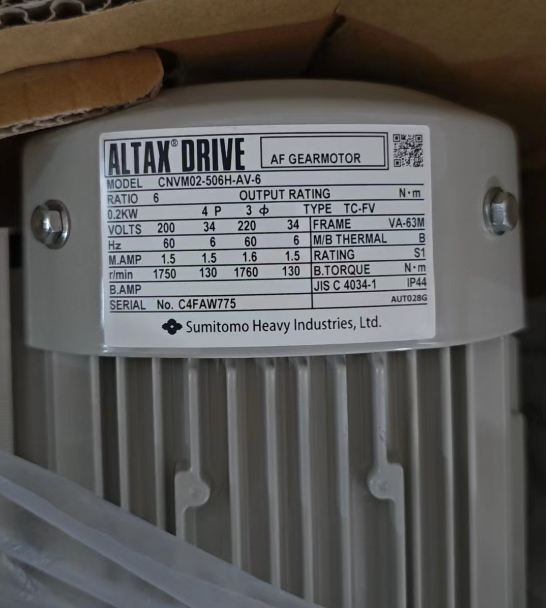 ALTAX® DRIVE AF GEARMOTOR
MODEL CNVM02-506H-AV-6
RATIO 6 OUTPUT RATING N·m
0.2KW 4 P 3 ф TYPE TC-FV
VOLTS 200 34 220 34 FRAME VA-63M
Hz 60 6 60 6 M/B THERMAL B
M.AMP 1.5 1.5 1.6 1.5 RATING S1
r/min 1750 130 1760 130 B.TORQUE N·m
B.AMP JIS C 4034-1 IP44
SERIAL No. C4FAW775 AUT028G
Sumitomo Heavy Industries, Ltd.